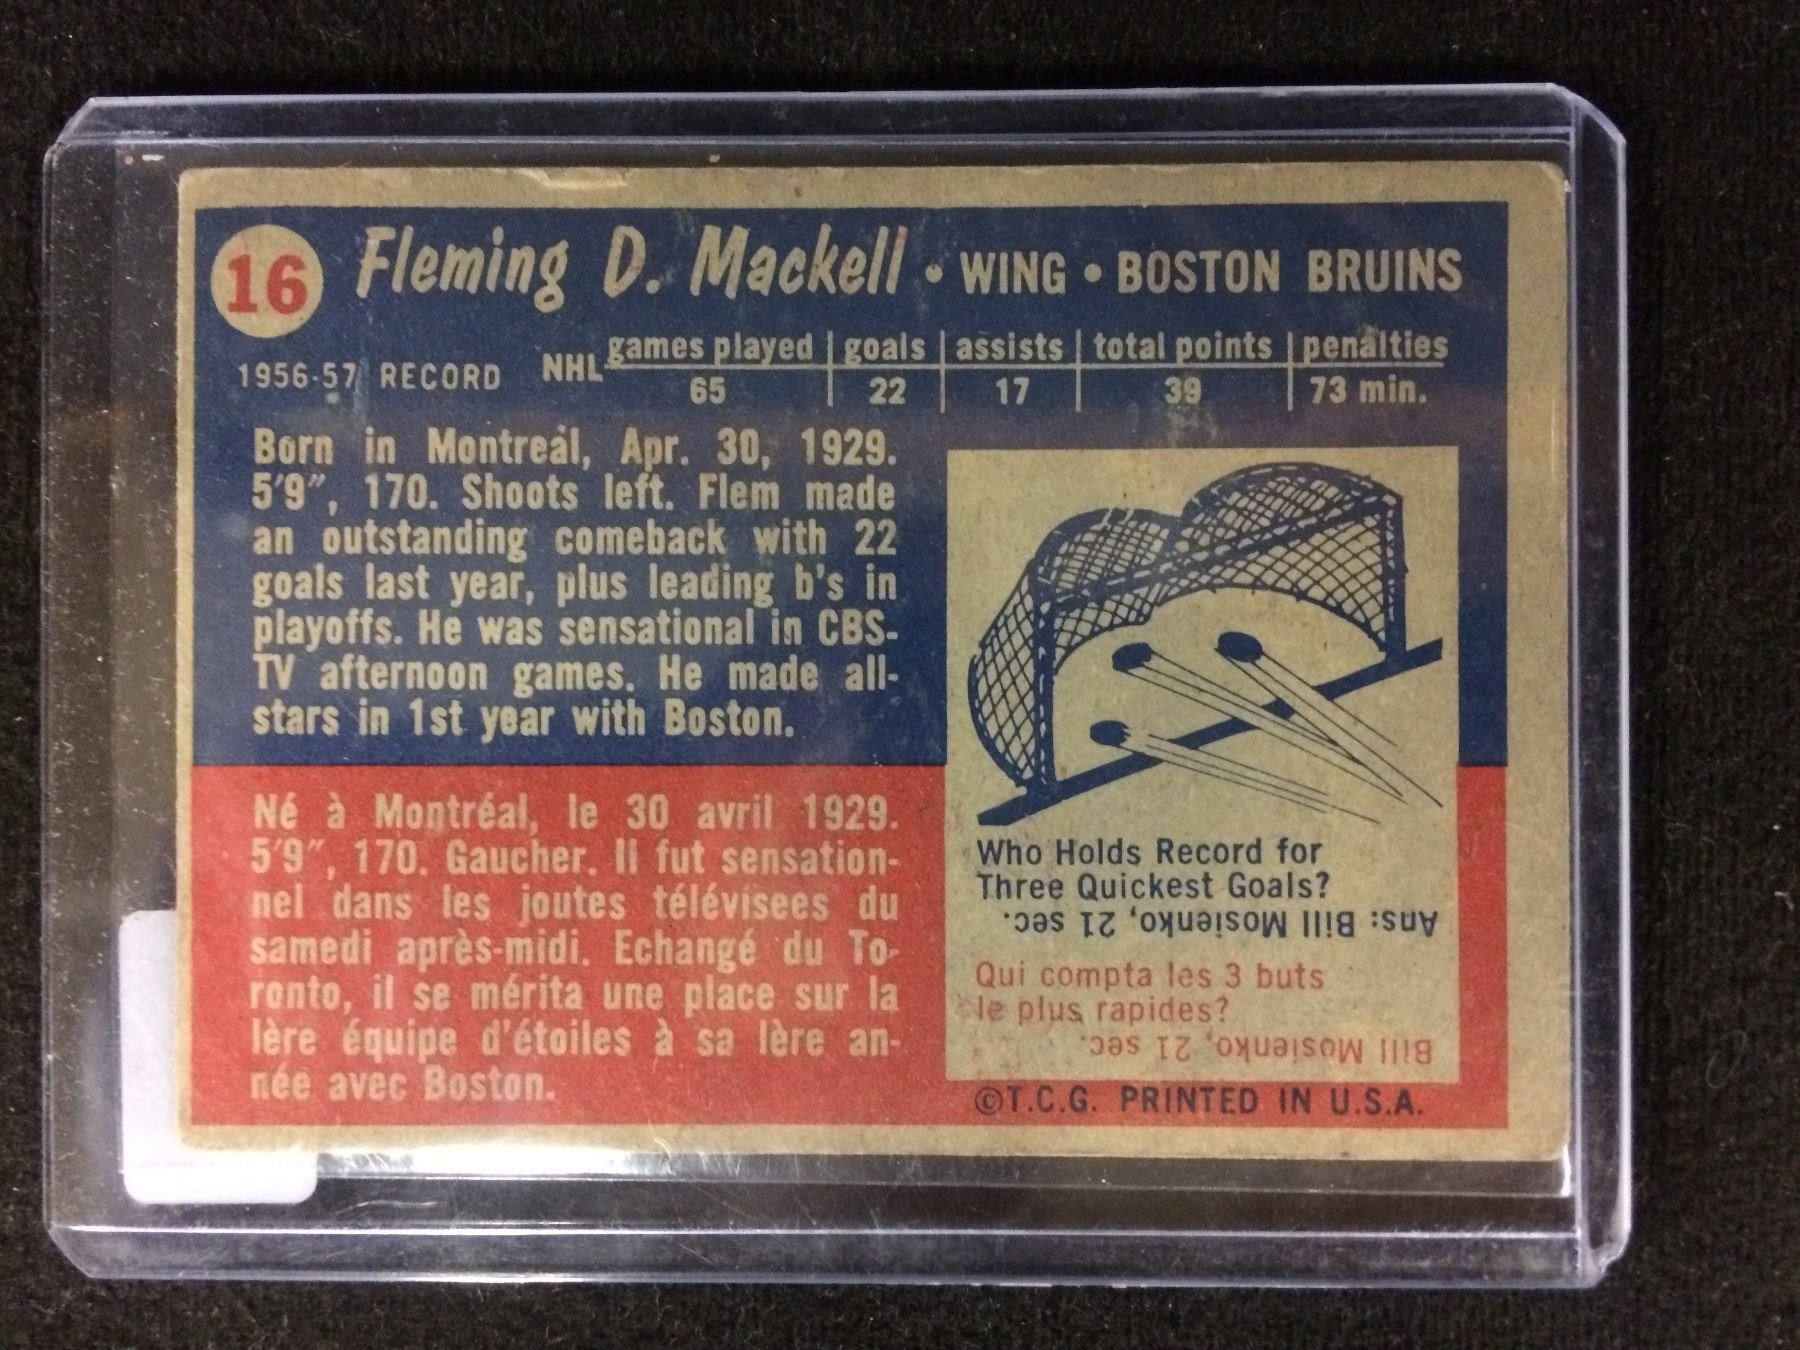 16 Fleming D. Mackell • WING • BOSTON BRUINS
games played | goals | assists | total points | penalties
1956-57 RECORD NHL 65 22 17 39 73 min.
Born in Montreal, Apr. 30, 1929.
5'9", 170. Shoots left. Flem made
an outstanding comeback with 22
goals last year, plus leading b's in
playoffs. He was sensational in CBS-
TV afternoon games. He made all-
stars in 1st year with Boston.
Né à Montréal, le 30 avril 1929.
5'9", 170. Gaucher. Il fut sensation-
nel dans les joutes télévisees du
samedi après-midi. Echangé du To-
ronto, il se mérita une place sur la
lère équipe d'étoiles à sa lère an-
née avec Boston.
Who Holds Record for
Three Quickest Goals?
Ans: Bill Mosienko, 21 sec.
Qui compta les 3 buts
le plus rapides?
Bill Mosienko, 21 sec.
©T.C.G. PRINTED IN U.S.A.